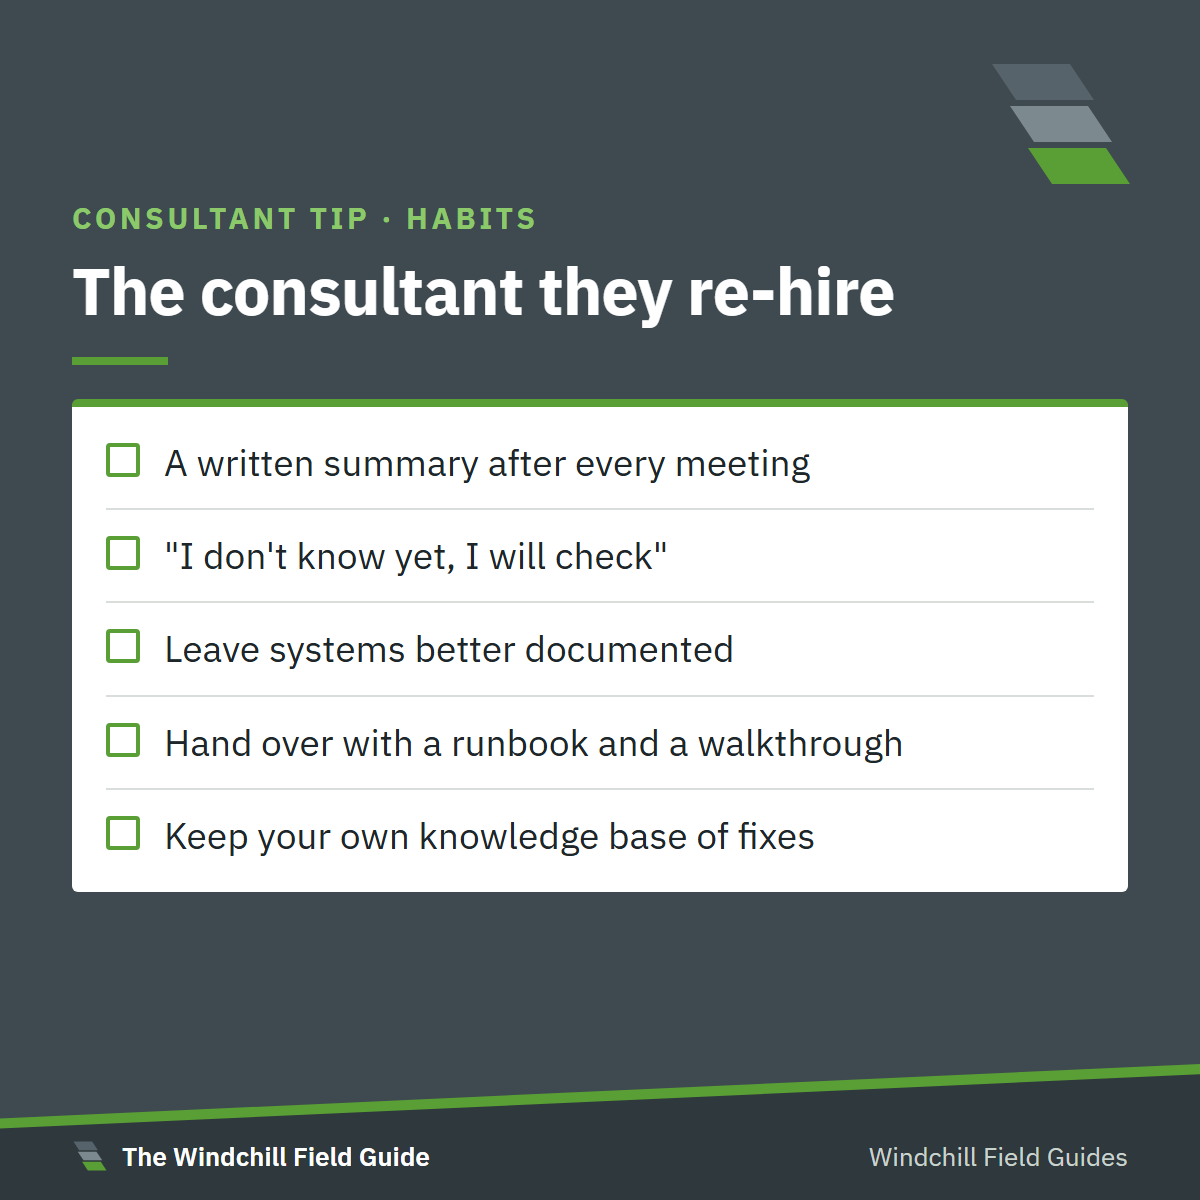 CONSULTANT TIP · HABITS
The consultant they re-hire
A written summary after every meeting
"I don't know yet, I will check"
Leave systems better documented
Hand over with a runbook and a walkthrough
Keep your own knowledge base of fixes
The Windchill Field Guide
Windchill Field Guides